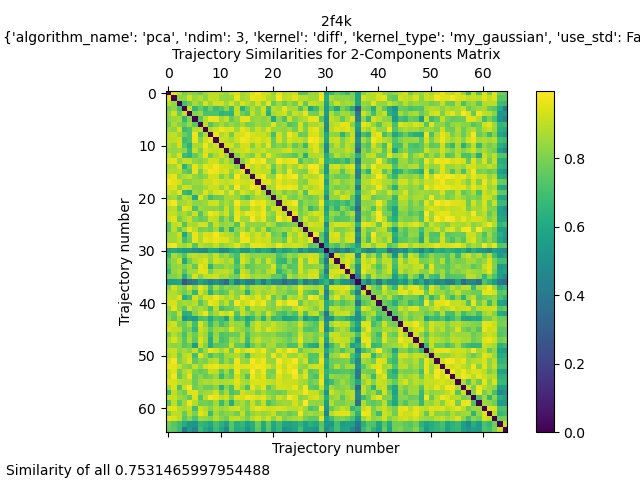 2f4k
{'algorithm_name': 'pca', 'ndim': 3, 'kernel': 'diff', 'kernel_type': 'my_gaussian', 'use_std': Fa
Trajectory Similarities for 2-Components Matrix
0 10 20 30 40 50 60
0
10
20
30
40
50
60
Trajectory number
0.8
0.6
0.4
0.2
0.0
Trajectory number
Similarity of all 0.7531465997954488